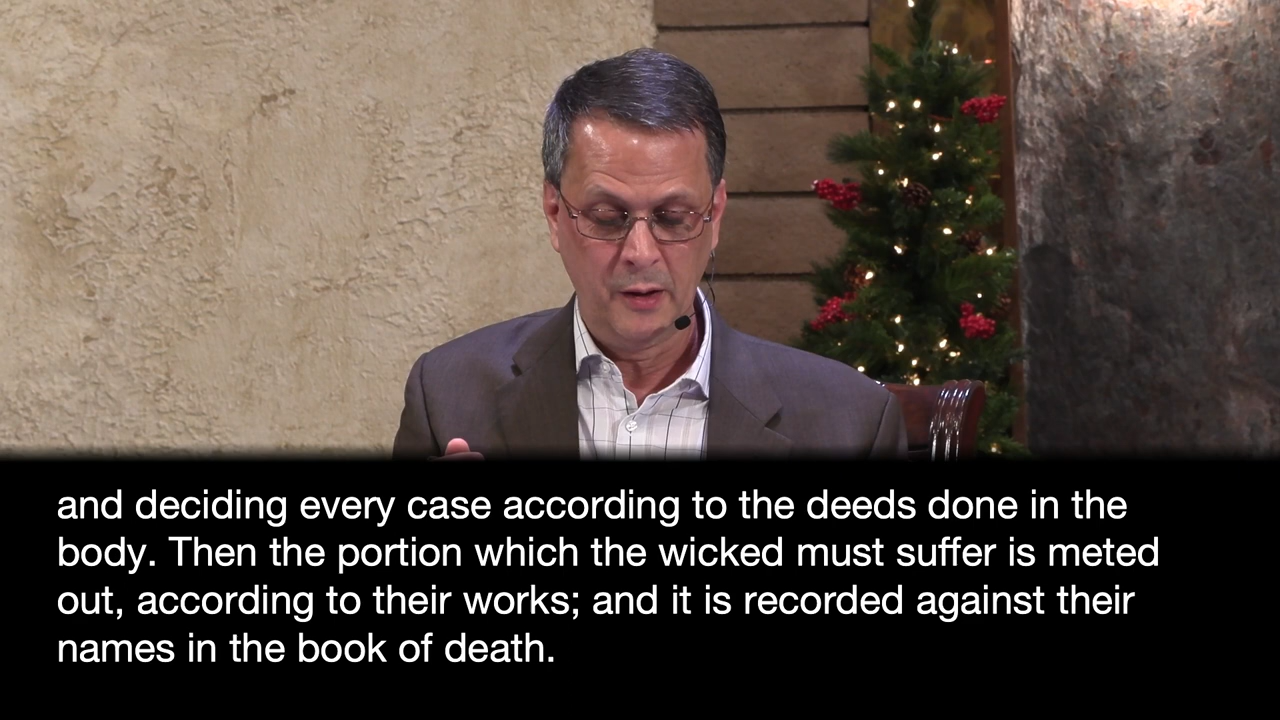 and deciding every case according to the deeds done in the
body. Then the portion which the wicked must suffer is meted
out, according to their works; and it is recorded against their
names in the book of death.